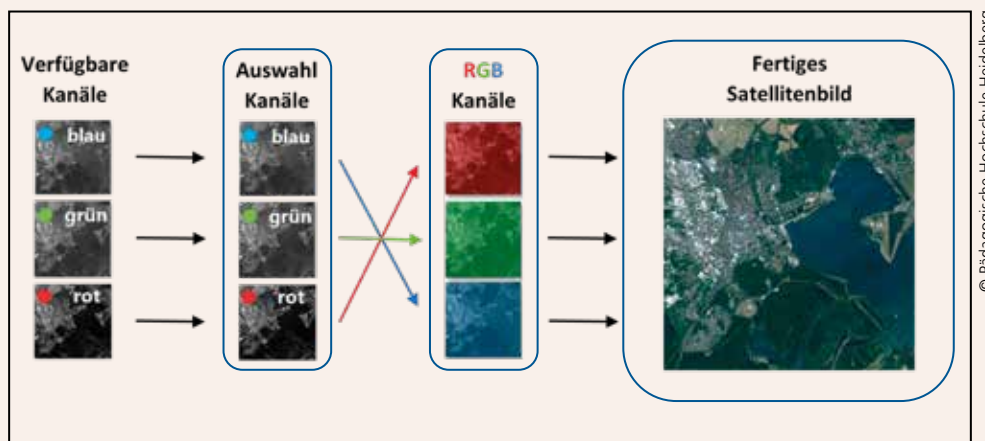 Verfügbare
Kanäle
blau
grün
rot
Auswahl
Kanäle
blau
grün
rot
RGB
Kanäle
Fertiges
Satellitenbild
© Pädagogische Hochschule Heidelberg